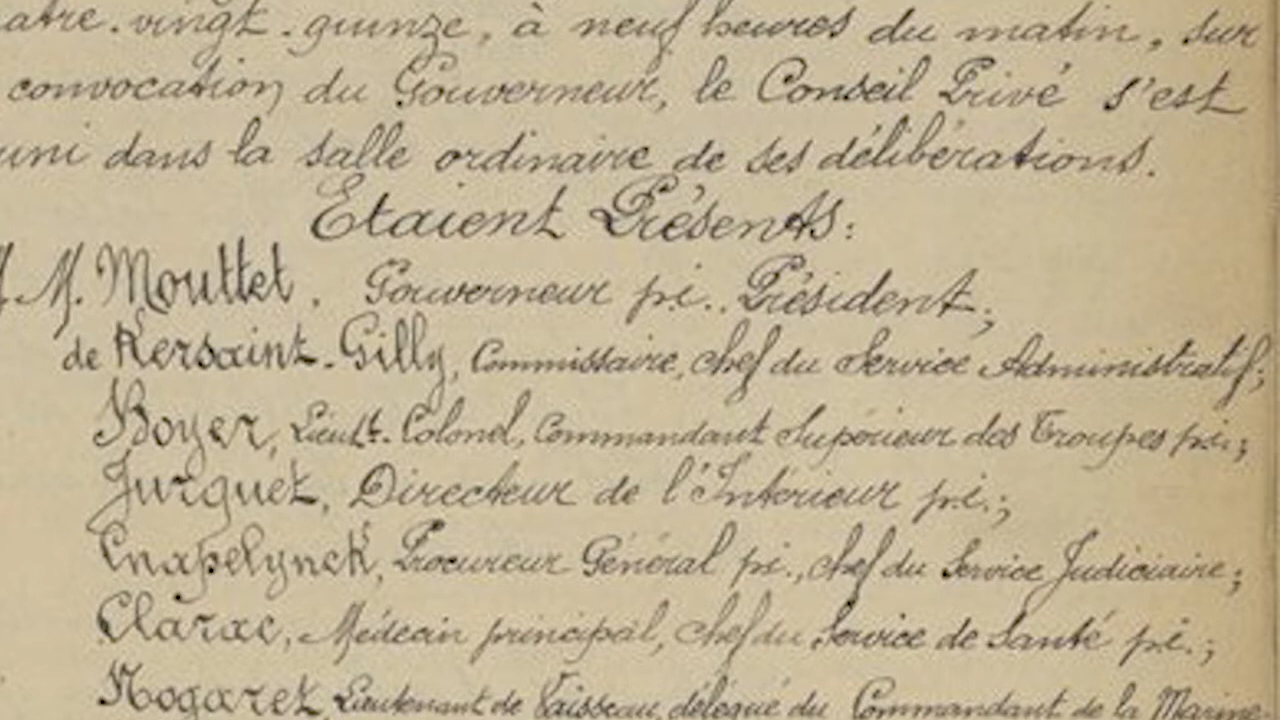 atre-vingt-quinze, à neuf heures du matin, sur
convocation du Gouverneur, le Conseil Privé s'est
uni dans la salle ordinaire de ses délibérations.
Etaient Présents:
M.M. Mouttet, Gouverneur p.i. Président;
de Kersaint-Gilly, Commissaire, chef du Service Administratif;
Boyer, Lieutt-Colonel, Commandant Supérieur des Troupes p.i.;
Jurquet, Directeur de l'Intérieur p.i.;
Cnapelynck, Procureur Général p.i., chef du Service Judiciaire;
Clarac, Médecin principal, chef du Service de Santé p.i.;
Nogaret, Lieutenant de Vaisseau, délégué du Commandant de la Marine